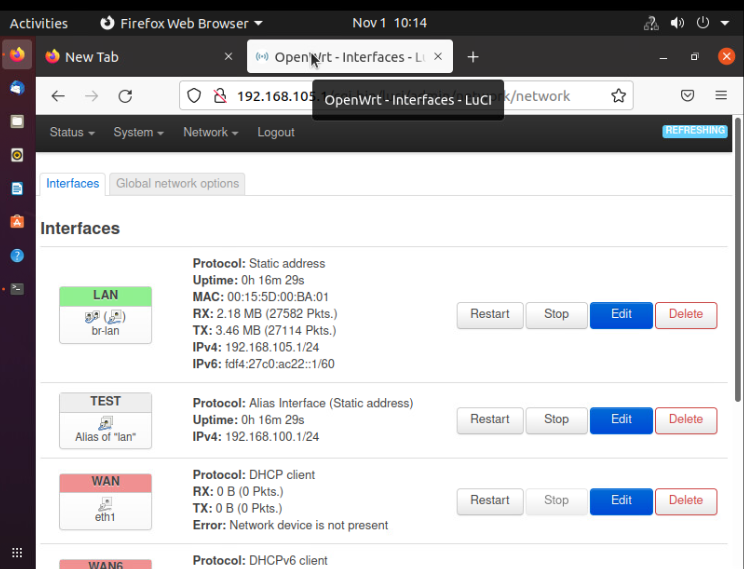 Activities
Firefox Web Browser
Nov 1 10:14
New Tab
OpenWrt - Interfaces - L
192.168.105.
k/network
OpenWrt - Interfaces - LuCI
Status
System
Network
Logout
REFRESHING
Interfaces
Global network options
Interfaces
LAN
br-lan
Protocol: Static address
Uptime: 0h 16m 29s
MAC: 00:15:5D:00:BA:01
RX: 2.18 MB (27582 Pkts.)
TX: 3.46 MB (27114 Pkts.)
IPv4: 192.168.105.1/24
IPv6: fdf4:27c0:ac22::1/60
Restart
Stop
Edit
Delete
TEST
Alias of "lan"
Protocol: Alias Interface (Static address)
Uptime: 0h 16m 29s
IPv4: 192.168.100.1/24
Restart
Stop
Edit
Delete
WAN
eth1
Protocol: DHCP client
RX: 0 B (0 Pkts.)
TX: 0 B (0 Pkts.)
Error: Network device is not present
Restart
Stop
Edit
Delete
WAN6
Protocol: DHCPv6 client